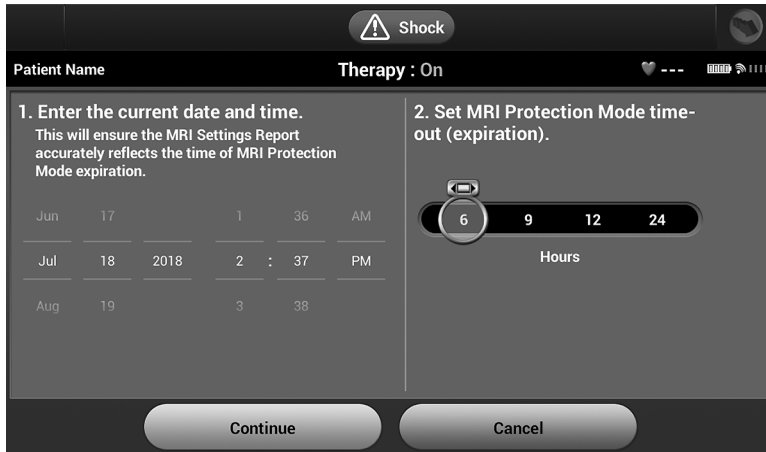 Shock
Patient Name
Therapy : On
---
1. Enter the current date and time.
This will ensure the MRI Settings Report
accurately reflects the time of MRI Protection
Mode expiration.
Jun 17 1 36 AM
Jul 18 2018 2 : 37 PM
Aug 19 3 38
2. Set MRI Protection Mode time-
out (expiration).
6 9 12 24
Hours
Continue
Cancel